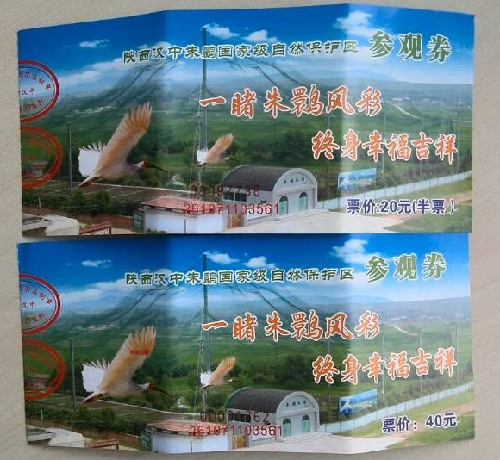 陕西汉中朱鹮国家级自然保护区 参观券
一睹朱鹮风彩
终身幸福吉祥
261071103561
票价:20元(半票)
陕西汉中朱鹮国家级自然保护区 参观券
一睹朱鹮风彩
终身幸福吉祥
261071103561
票价:40元